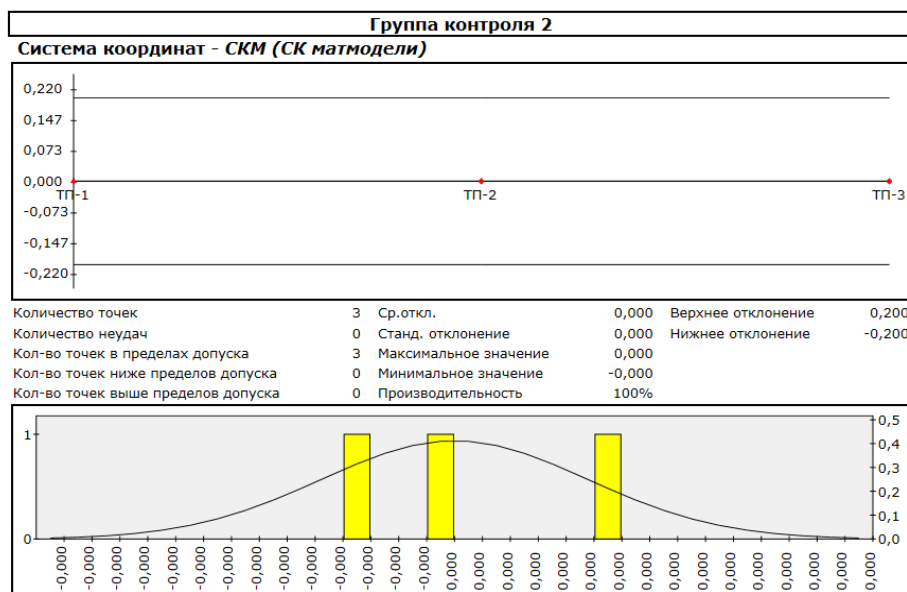 Группа контроля 2
Система координат - СКМ (СК матмодели)
0,220
0,147
0,073
0,000
ТП-1 ТП-2 ТП-3
-0,073
-0,147
-0,220
Количество точек 3 Ср.откл. 0,000 Верхнее отклонение 0,200
Количество неудач 0 Станд. отклонение 0,000 Нижнее отклонение -0,200
Кол-во точек в пределах допуска 3 Максимальное значение 0,000
Кол-во точек ниже пределов допуска 0 Минимальное значение -0,000
Кол-во точек выше пределов допуска 0 Производительность 100%
1 0,5
0,4
0,3
0,2
0,1
0 0,0
-0,000 -0,000 -0,000 -0,000 -0,000 -0,000 -0,000 -0,000 -0,000 -0,000 -0,000 -0,000 -0,000 -0,000 0,000 0,000 0,000 0,000 0,000 0,000 0,000 0,000 0,000 0,000 0,000 0,000 0,000 0,000 0,000 0,000